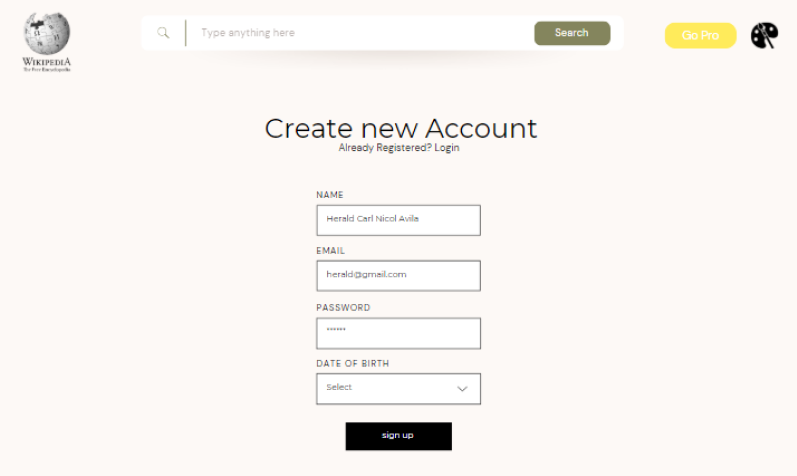 WIKIPEDIA
The Free Encyclopedia
Type anything here
Search
Go Pro
Create new Account
Already Registered? Login
NAME
Herald Carl Nicol Avila
EMAIL
herald@gmail.com
PASSWORD
••••••
DATE OF BIRTH
Select
sign up